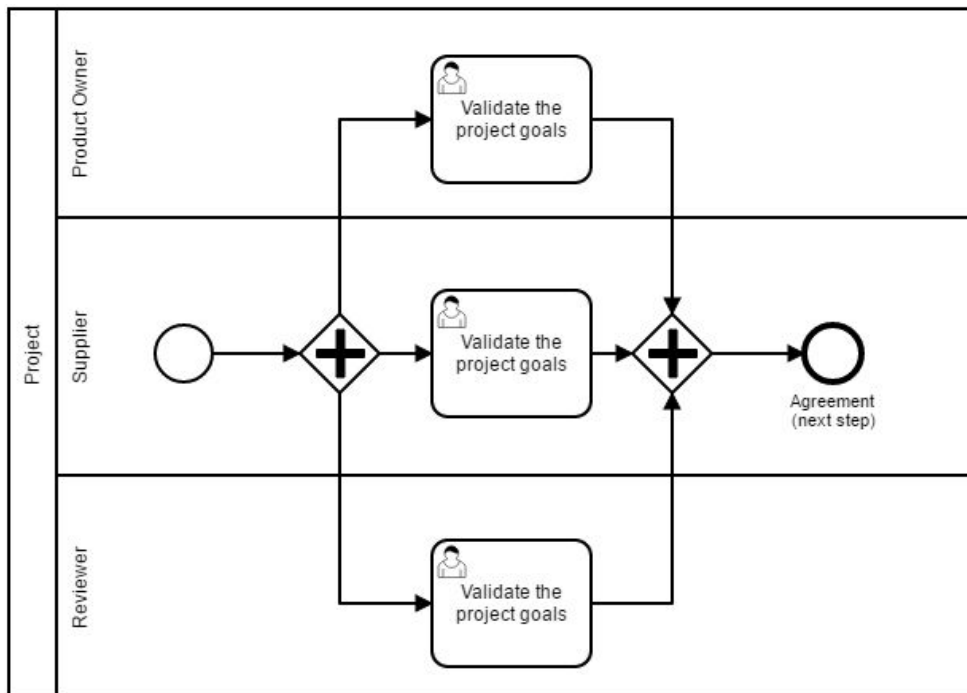 Project
Product Owner
Validate the
project goals
Supplier
Validate the
project goals
Agreement
(next step)
Reviewer
Validate the
project goals